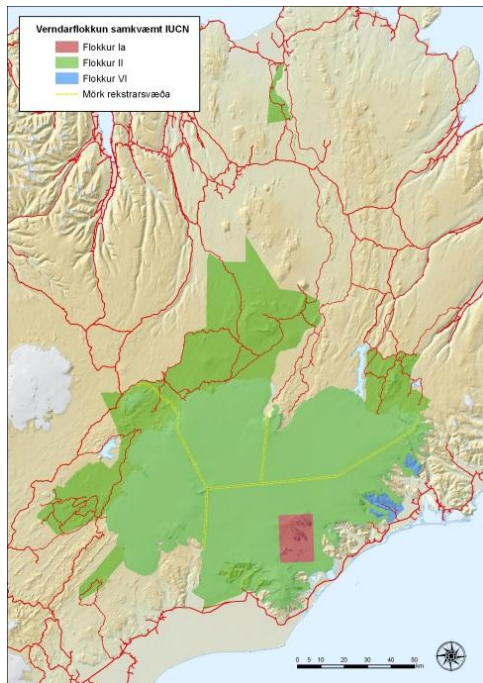 Verndarflokkun samkvæmt IUCN
Flokkur Ia
Flokkur II
Flokkur VI
Mörk rekstrarsvæða
0 5 10 20 30 40 50
km